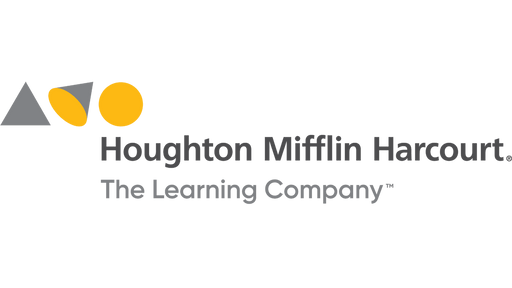 Houghton Mifflin Harcourt®
The Learning Company™